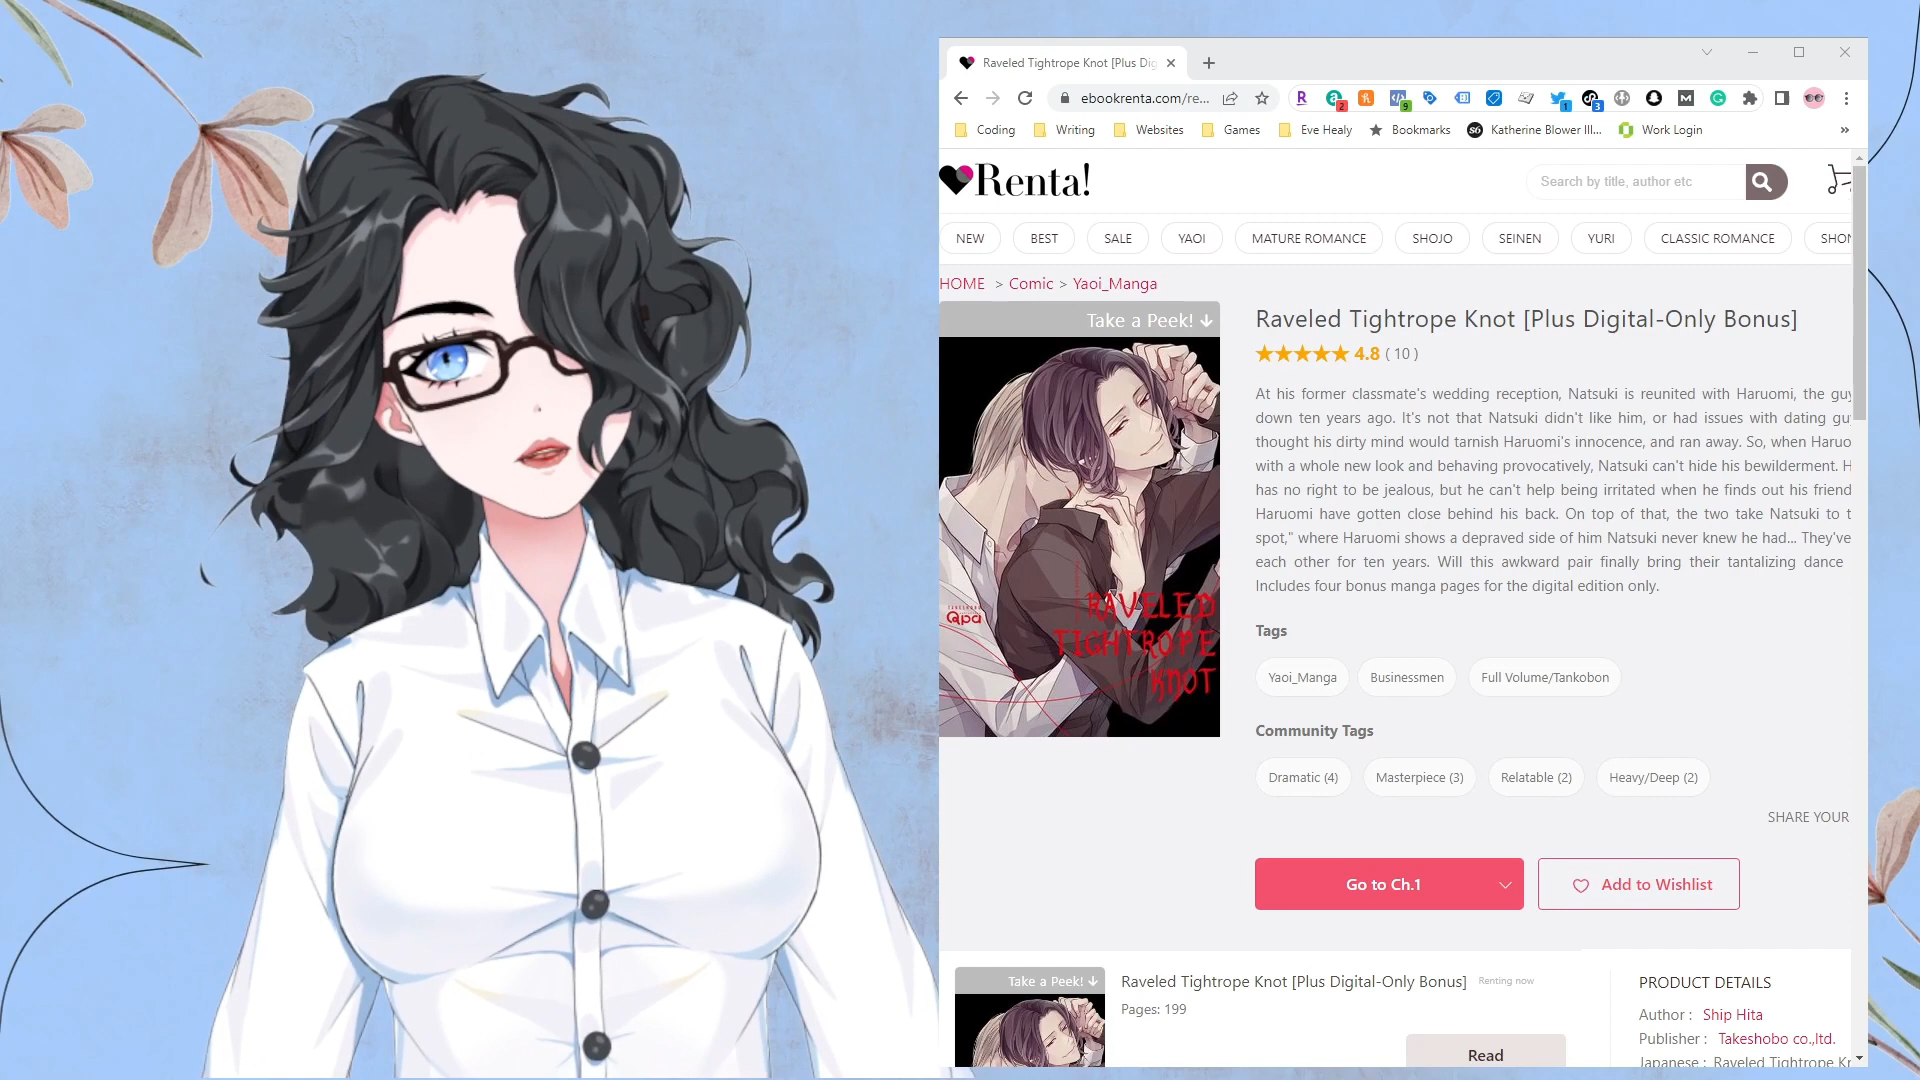 Raveled Tightrope Knot [Plus Dig
ebookrenta.com/re...
2
9
1
3
Coding
Writing
Websites
Games
Eve Healy
Bookmarks
Katherine Blower Ill...
Work Login
»
Renta!
Search by title, author etc
NEW
BEST
SALE
YAOI
MATURE ROMANCE
SHOJO
SEINEN
YURI
CLASSIC ROMANCE
SHON
HOME > Comic > Yaoi_Manga
Take a Peek!
Raveled Tightrope Knot [Plus Digital-Only Bonus]
4.8 ( 10 )
At his former classmate's wedding reception, Natsuki is reunited with Haruomi, the guy
down ten years ago. It's not that Natsuki didn't like him, or had issues with dating gu
thought his dirty mind would tarnish Haruomi's innocence, and ran away. So, when Haruo
with a whole new look and behaving provocatively, Natsuki can't hide his bewilderment. H
has no right to be jealous, but he can't help being irritated when he finds out his friend
Haruomi have gotten close behind his back. On top of that, the two take Natsuki to t
spot," where Haruomi shows a depraved side of him Natsuki never knew he had... They've
each other for ten years. Will this awkward pair finally bring their tantalizing dance
Includes four bonus manga pages for the digital edition only.
Qpa
RAVELED
TIGHTROPE
KNOT
Tags
Yaoi_Manga
Businessmen
Full Volume/Tankobon
Community Tags
Dramatic (4)
Masterpiece (3)
Relatable (2)
Heavy/Deep (2)
SHARE YOUR
Go to Ch.1
Add to Wishlist
Take a Peek!
Raveled Tightrope Knot [Plus Digital-Only Bonus] Renting now
Pages: 199
Read
PRODUCT DETAILS
Author : Ship Hita
Publisher : Takeshobo co.,ltd.
Japanese : Raveled Tightrope Kn